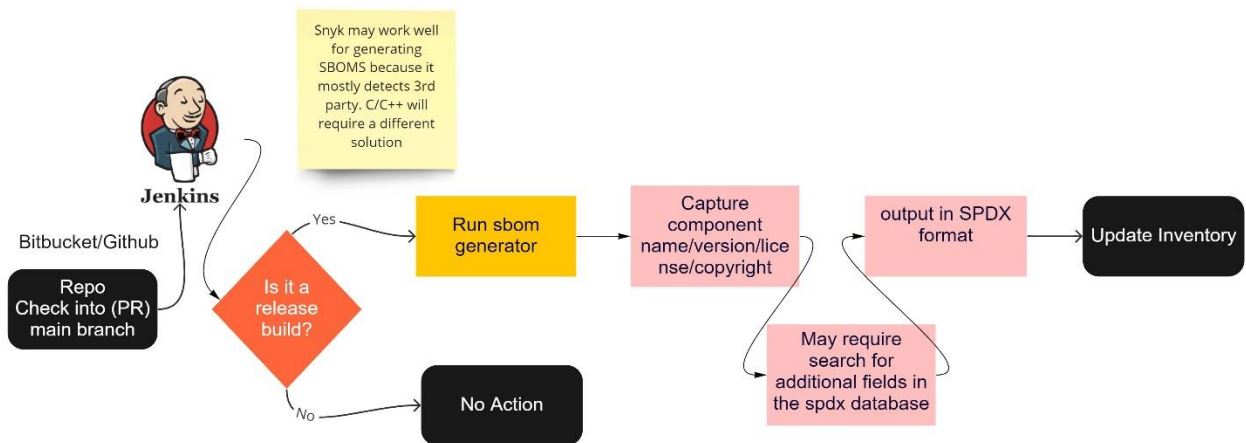 Snyk may work well
for generating
SBOMS because it
mostly detects 3rd
party. C/C++ will
require a different
solution
Jenkins
Bitbucket/Github
Repo
Check into (PR)
main branch
Is it a
release
build?
Yes
No
Run sbom
generator
No Action
Capture
component
name/version/lice
nse/copyright
May require
search for
additional fields in
the spdx database
output in SPDX
format
Update Inventory